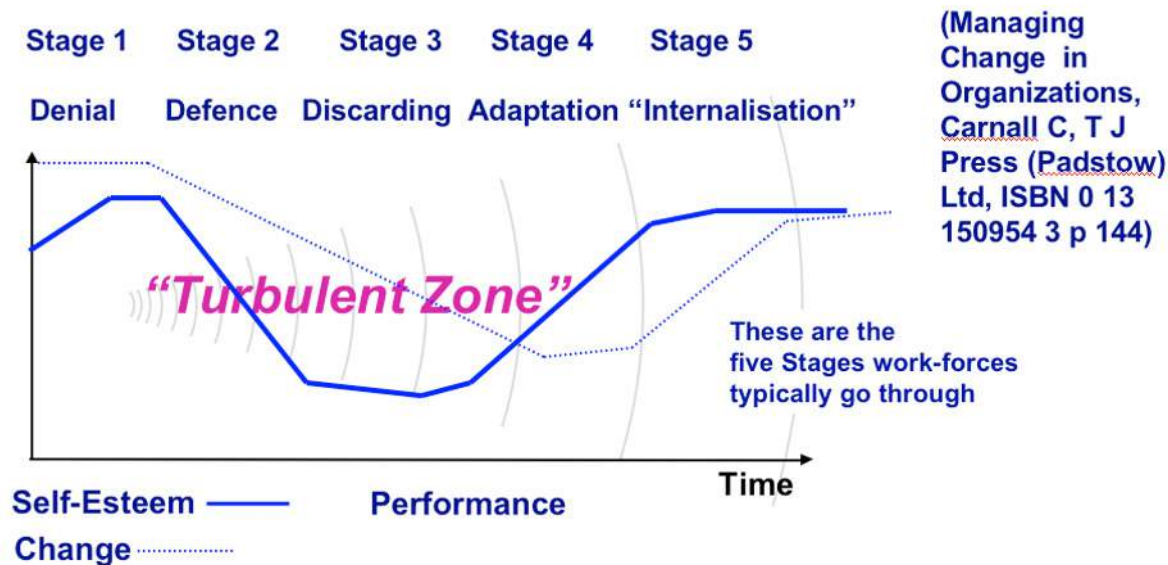 Stage 1 Stage 2 Stage 3 Stage 4 Stage 5
Denial Defence Discarding Adaptation “Internalisation”
(Managing
Change in
Organizations,
Carnall C, T J
Press (Padstow)
Ltd, ISBN 0 13
150954 3 p 144)
“Turbulent Zone”
These are the
five Stages work-forces
typically go through
Time
Self-Esteem Performance
Change